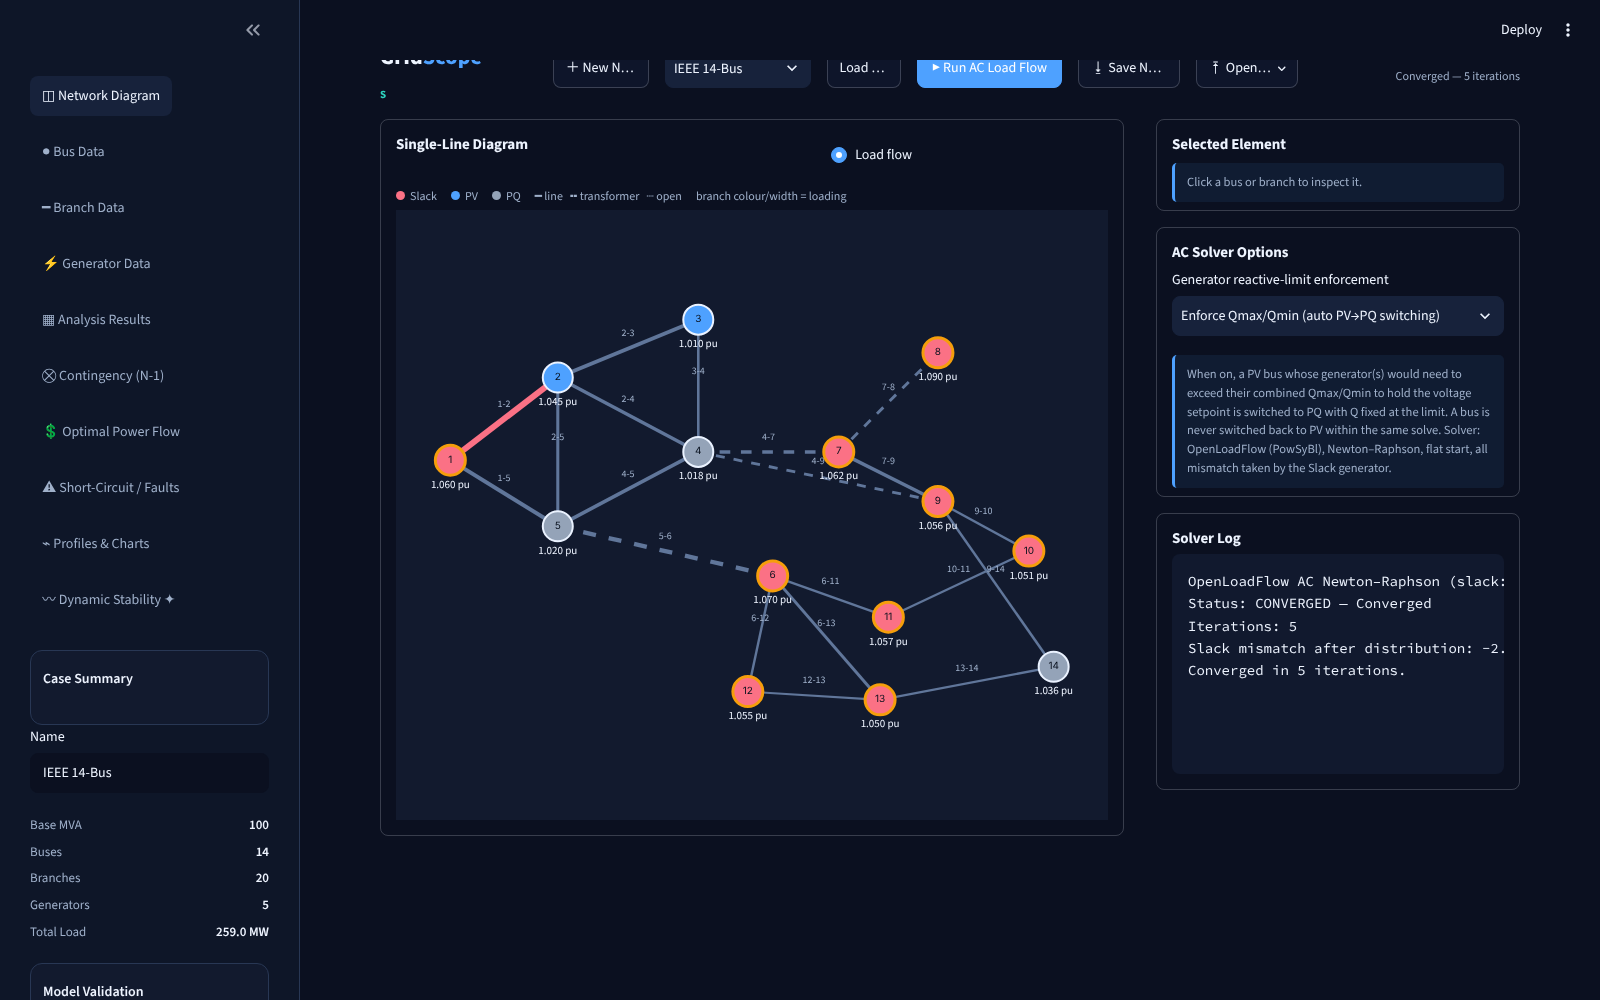 Deploy
◫ Network Diagram
● Bus Data
━ Branch Data
⚡ Generator Data
▦ Analysis Results
⨂ Contingency (N-1)
💲 Optimal Power Flow
⚠ Short-Circuit / Faults
⌁ Profiles & Charts
〰 Dynamic Stability ✦
Case Summary
Name
IEEE 14-Bus
Base MVA 100
Buses 14
Branches 20
Generators 5
Total Load 259.0 MW
Model Validation
GridScope
s
+ New N…
IEEE 14-Bus
Load …
▸ Run AC Load Flow
⭳ Save N…
⭱ Open…
Converged — 5 iterations
Single-Line Diagram
Load flow
Slack PV PQ line transformer open branch colour/width = loading
3
1.010 pu
2-3
8
1.090 pu
3-4
2
1.045 pu
7-8
1-2
2-4
2-5
4-7
4
1.018 pu
7
1.062 pu
1
1.060 pu
4-9
7-9
1-5
4-5
9
1.056 pu
9-10
5
1.020 pu
5-6
10
1.051 pu
10-11
9-14
6
1.070 pu
6-11
6-12
6-13
11
1.057 pu
14
1.036 pu
13-14
12-13
12
1.055 pu
13
1.050 pu
Selected Element
Click a bus or branch to inspect it.
AC Solver Options
Generator reactive-limit enforcement
Enforce Qmax/Qmin (auto PV→PQ switching)
When on, a PV bus whose generator(s) would need to
exceed their combined Qmax/Qmin to hold the voltage
setpoint is switched to PQ with Q fixed at the limit. A bus is
never switched back to PV within the same solve. Solver:
OpenLoadFlow (PowSyBl), Newton–Raphson, flat start, all
mismatch taken by the Slack generator.
Solver Log
OpenLoadFlow AC Newton–Raphson (slack:
Status: CONVERGED — Converged
Iterations: 5
Slack mismatch after distribution: -2.
Converged in 5 iterations.